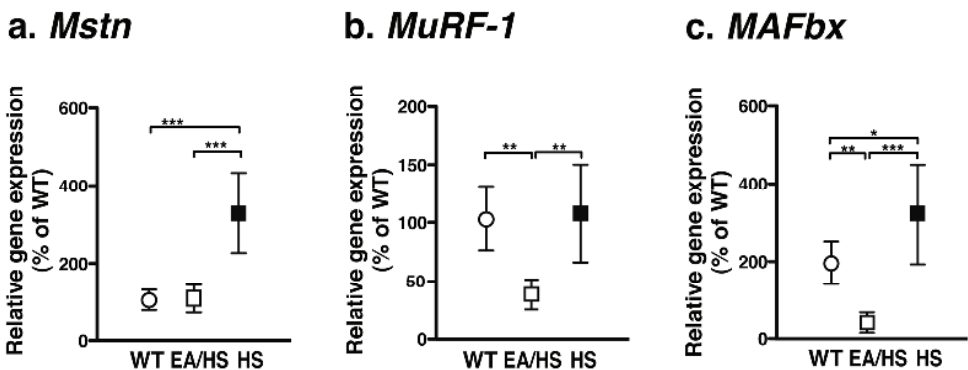 a. Mstn
Relative gene expression
(% of WT)
600
400
200
0
***
***
WT EA/HS HS
b. MuRF-1
Relative gene expression
(% of WT)
200
150
100
50
0
**
**
WT EA/HS HS
c. MAFbx
Relative gene expression
(% of WT)
600
400
200
0
*
**
***
WT EA/HS HS